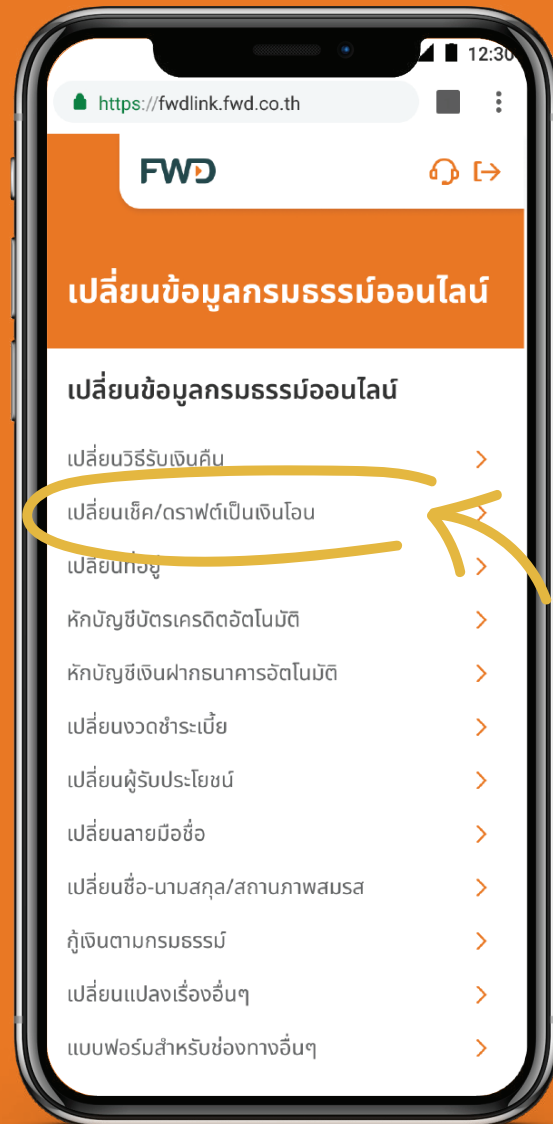 12:30
https://fwdlink.fwd.co.th
FWD
เปลี่ยนข้อมูลกรมธรรม์ออนไลน์
เปลี่ยนข้อมูลกรมธรรม์ออนไลน์
เปลี่ยนวิธีรับเงินคืน
เปลี่ยนเช็ค/ดราฟต์เป็นเงินโอน
เปลี่ยนที่อยู่
หักบัญชีบัตรเครดิตอัตโนมัติ
หักบัญชีเงินฝากธนาคารอัตโนมัติ
เปลี่ยนงวดชำระเบี้ย
เปลี่ยนผู้รับประโยชน์
เปลี่ยนลายมือชื่อ
เปลี่ยนชื่อ-นามสกุล/สถานภาพสมรส
กู้เงินตามกรมธรรม์
เปลี่ยนแปลงเรื่องอื่นๆ
แบบฟอร์มสำหรับช่องทางอื่นๆ